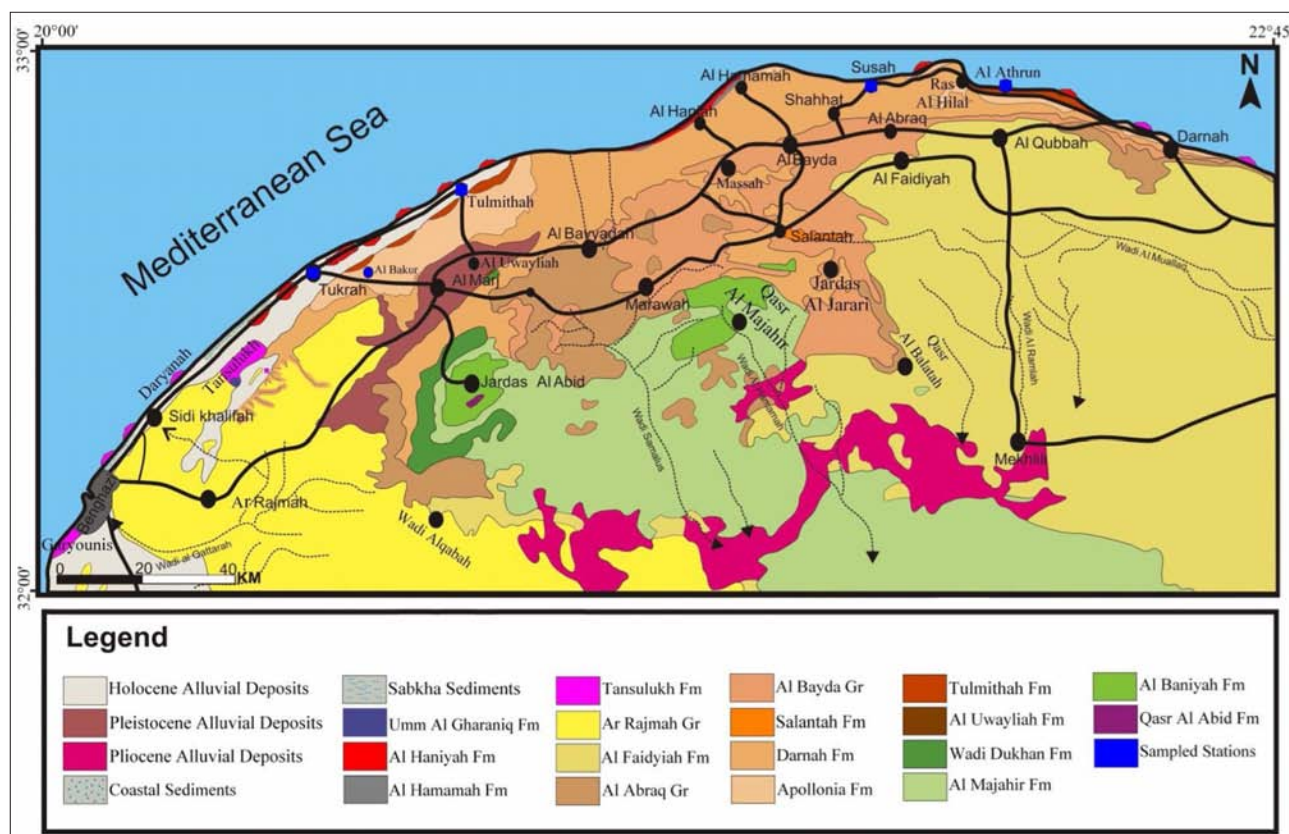 20°00'
22°45'
33°00'
32°00'
N
Mediterranean Sea
Al Hamamah
Susah
Al Athrun
Ras
Al Hilal
Al Haniah
Shahhat
Al Abraq
Darnah
Al Bayda
Al Qubbah
Massah
Al Faidiyah
Tulmithah
Al Bayyadah
Salantah
Wadi Al Muallaq
Al Bakur
Al Uwayliah
Tukrah
Al Marj
Marawah
Qasr
Al Majahir
Jardas
Al Jarari
Daryanah
Tansulukh
Qasr
Al Balatah
Wadi Al Ramlah
Jardas Al Abid
Sidi khalifah
Wadi Samalus
Mekhlili
Benghazi
Ar Rajmah
Wadi Alqabah
Garyounis
Wadi al Qattarah
0 20 40
KM
Legend
Holocene Alluvial Deposits
Pleistocene Alluvial Deposits
Pliocene Alluvial Deposits
Coastal Sediments
Sabkha Sediments
Umm Al Gharaniq Fm
Al Haniyah Fm
Al Hamamah Fm
Tansulukh Fm
Ar Rajmah Gr
Al Faidyiah Fm
Al Abraq Gr
Al Bayda Gr
Salantah Fm
Darnah Fm
Apollonia Fm
Tulmithah Fm
Al Uwayliah Fm
Wadi Dukhan Fm
Al Majahir Fm
Al Baniyah Fm
Qasr Al Abid Fm
Sampled Stations